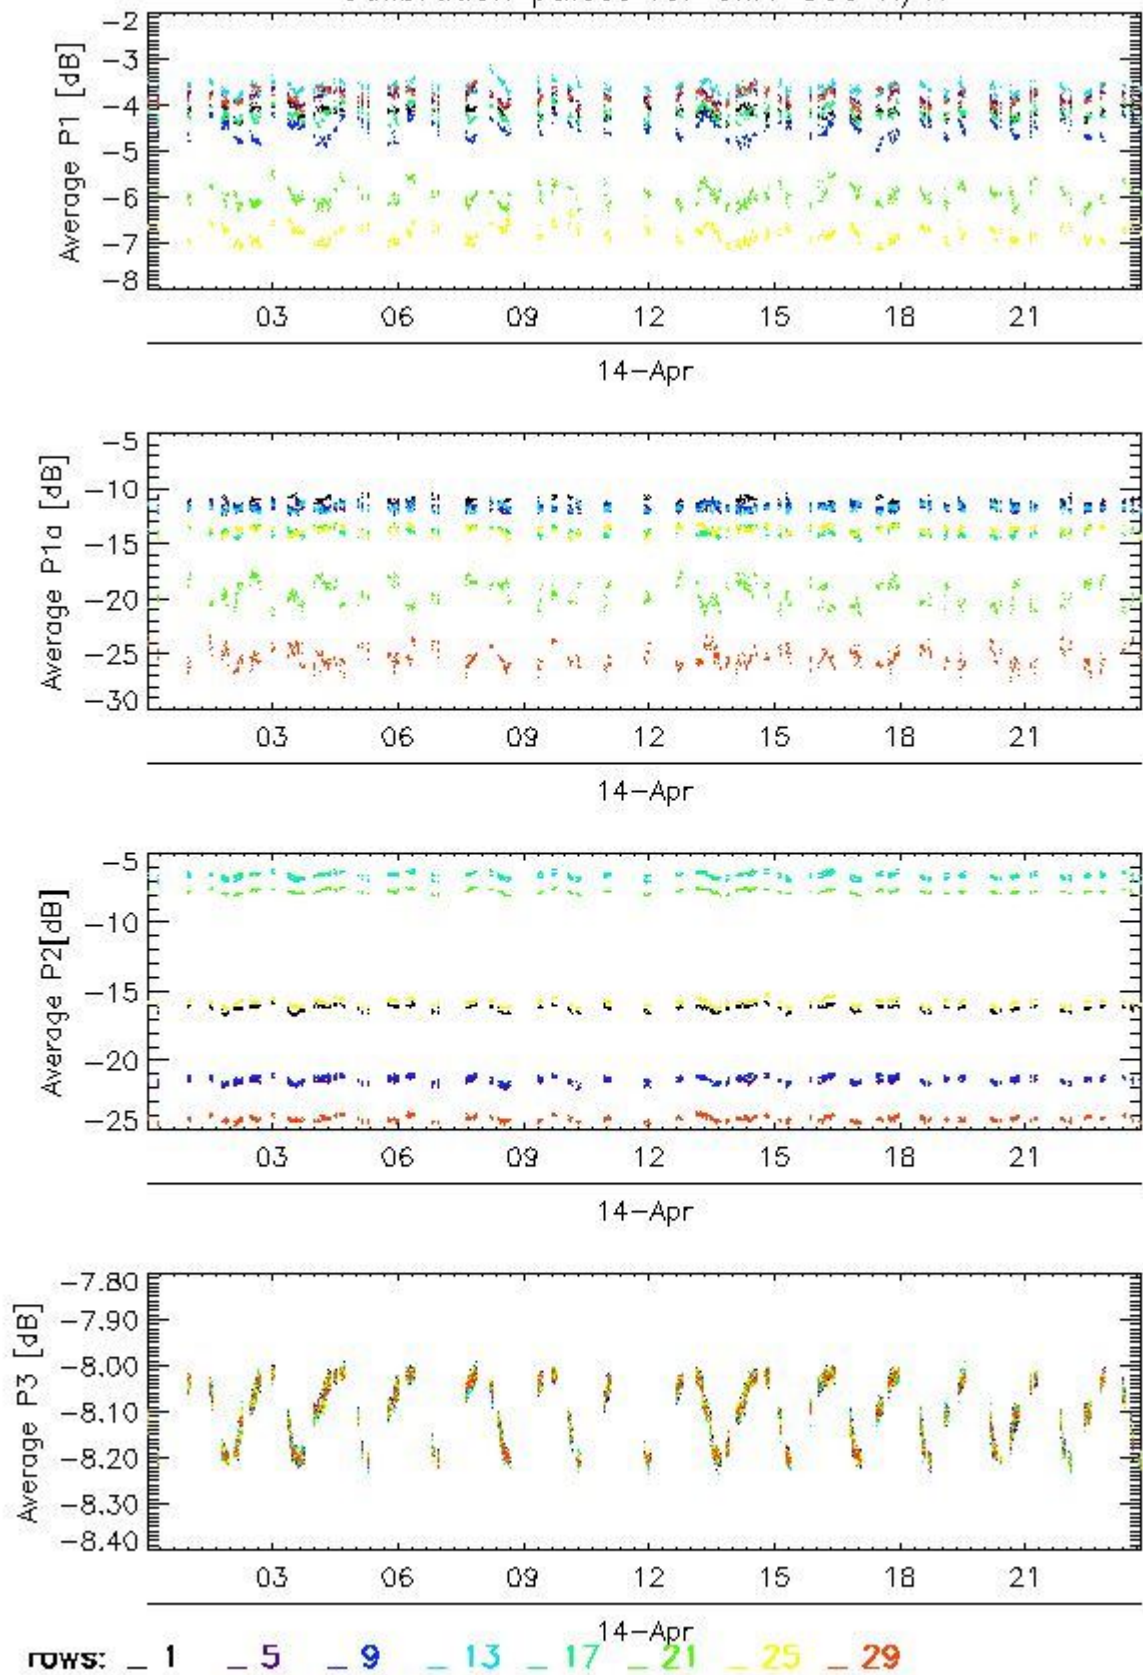 Average P1 [dB]
-2
-3
-4
-5
-6
-7
-8
03 06 09 12 15 18 21
14-Apr
Average P1a [dB]
-5
-10
-15
-20
-25
-30
03 06 09 12 15 18 21
14-Apr
Average P2[dB]
-5
-10
-15
-20
-25
03 06 09 12 15 18 21
14-Apr
Average P3 [dB]
-7.80
-7.90
-8.00
-8.10
-8.20
-8.30
-8.40
03 06 09 12 15 18 21
14-Apr
rows: _ 1 _ 5 _ 9 _ 13 _ 17 _ 21 _ 25 _ 29